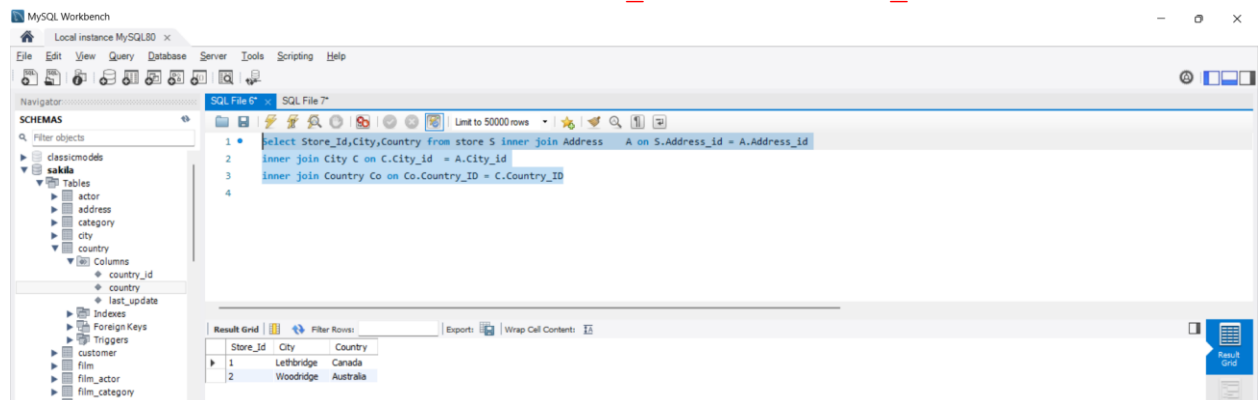 MySQL Workbench
Local instance MySQL80
File Edit View Query Database Server Tools Scripting Help
Navigator
SCHEMAS
Filter objects
classicmodels
sakila
Tables
actor
address
category
city
country
Columns
country_id
country
last_update
Indexes
Foreign Keys
Triggers
customer
film
film_actor
film_category
SQL File 6* SQL File 7*
Limit to 50000 rows
1 Select Store_Id,City,Country from store S inner join Address A on S.Address_id = A.Address_id
2 inner join City C on C.City_id = A.City_id
3 inner join Country Co on Co.Country_ID = C.Country_ID
4
Result Grid Filter Rows: Export: Wrap Cell Content:
Store_Id City Country
1 Lethbridge Canada
2 Woodridge Australia
Result
Grid